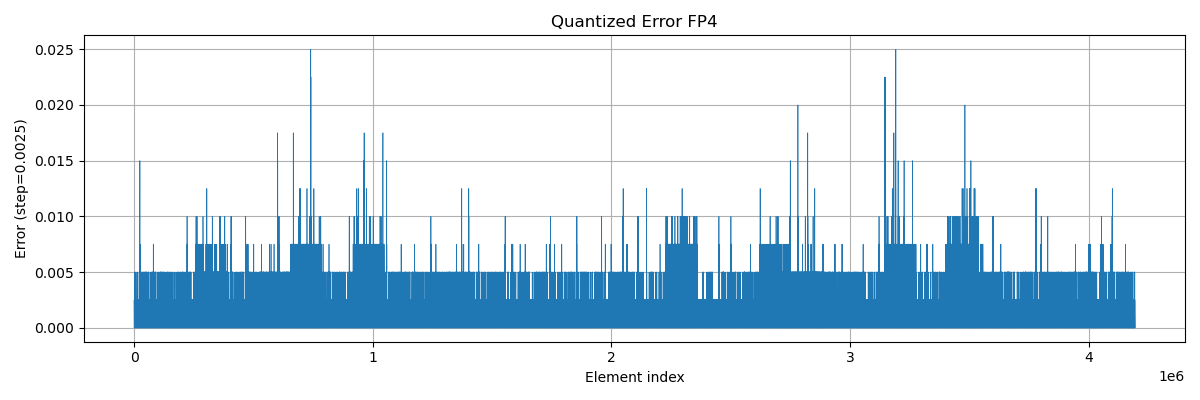 Quantized Error FP4
Error (step=0.0025)
0.025
0.020
0.015
0.010
0.005
0.000
0 1 2 3 4
1e6
Element index